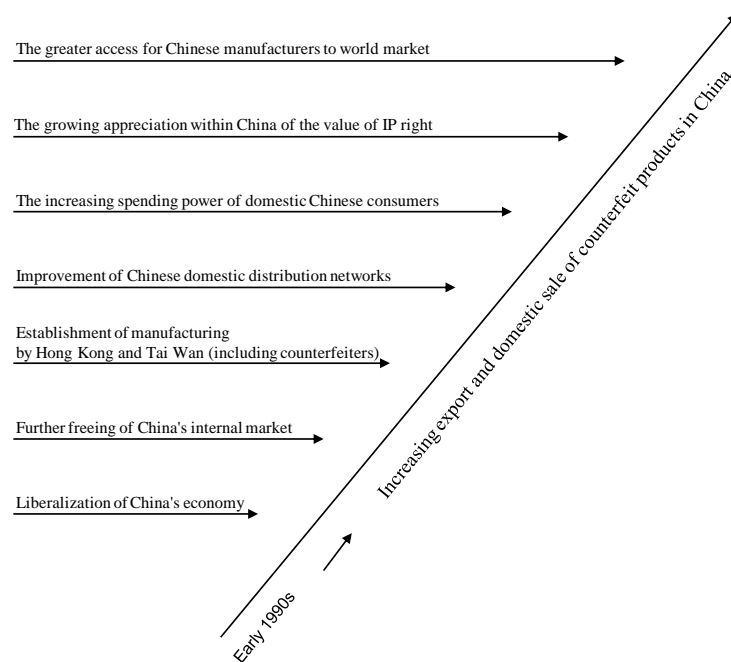 The greater access for Chinese manufacturers to world market
The growing appreciation within China of the value of IP right
The increasing spending power of domestic Chinese consumers
Improvement of Chinese domestic distribution networks
Establishment of manufacturing
by Hong Kong and Tai Wan (including counterfeiters)
Further freeing of China's internal market
Liberalization of China's economy
Increasing export and domestic sale of counterfeit products in China
Early 1990s